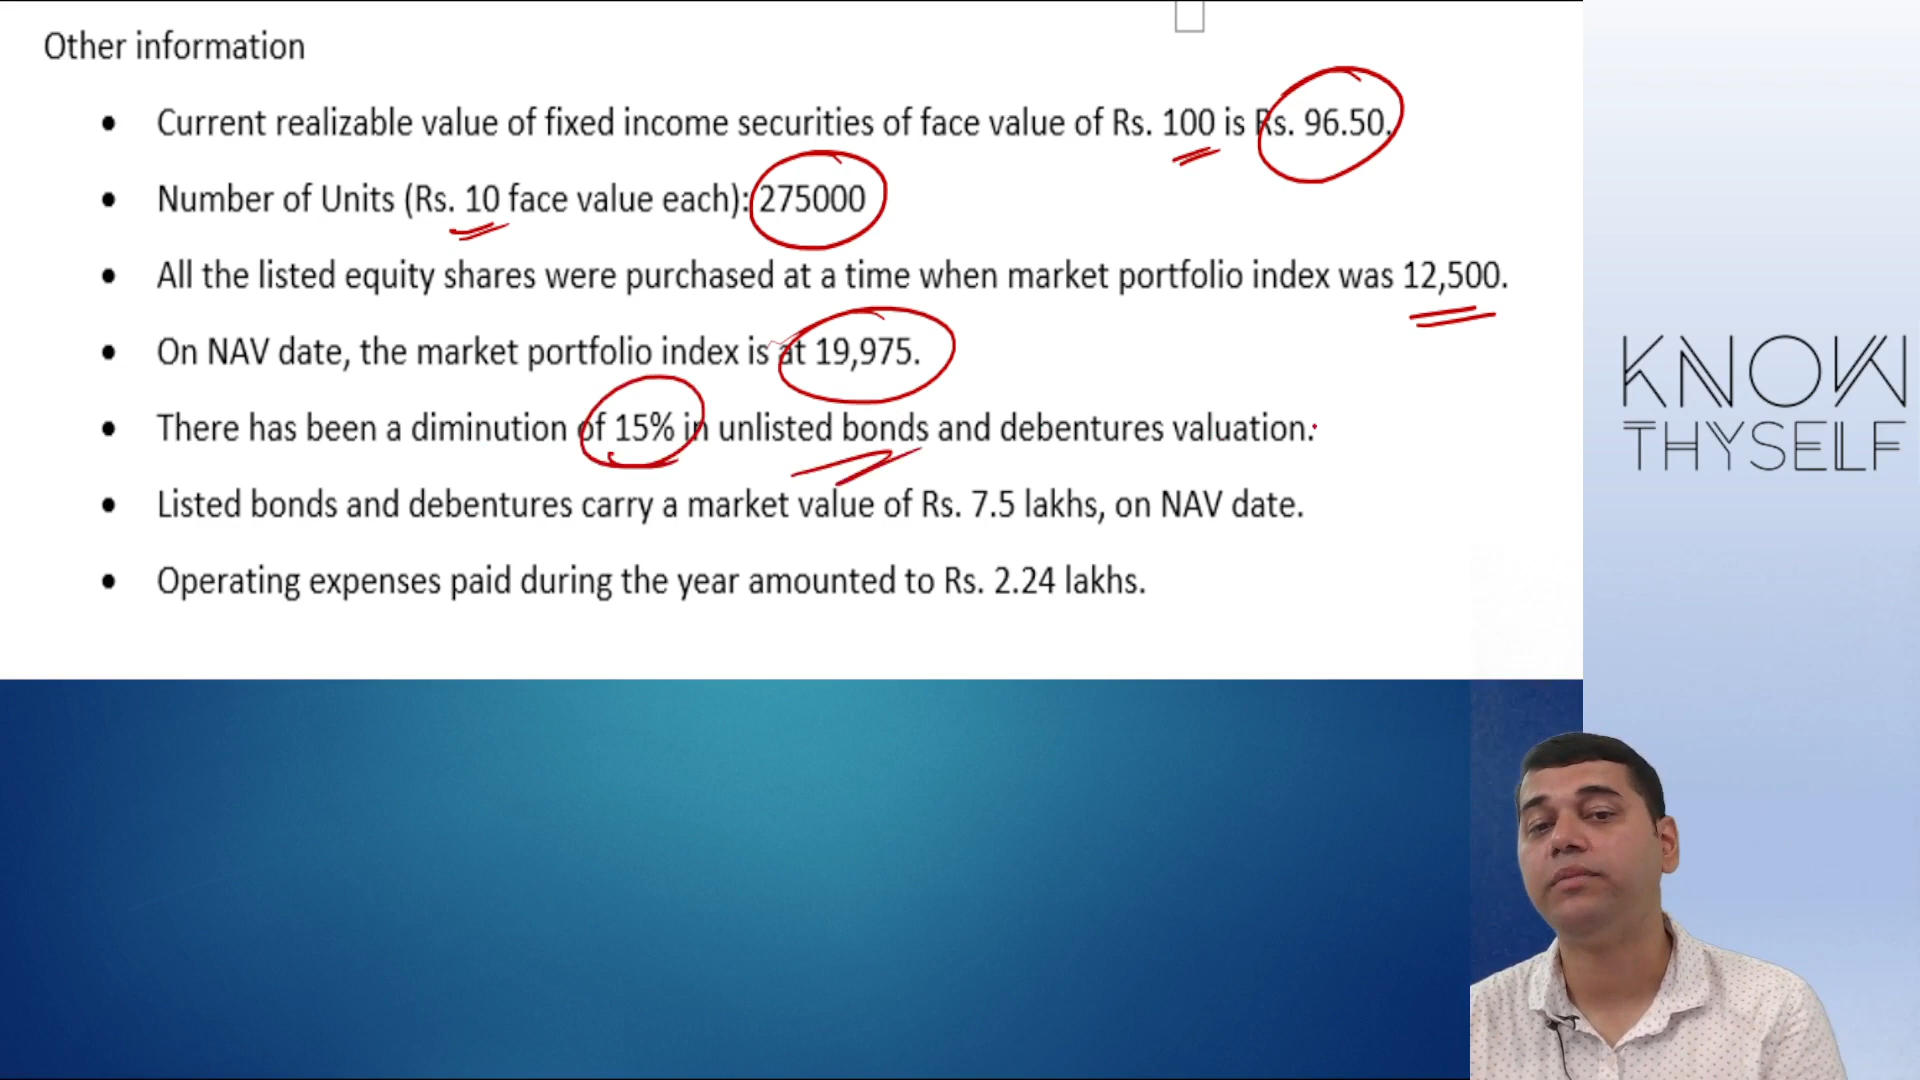 Other information
• Current realizable value of fixed income securities of face value of Rs. 100 is Rs. 96.50.
• Number of Units (Rs. 10 face value each): 275000
• All the listed equity shares were purchased at a time when market portfolio index was 12,500.
• On NAV date, the market portfolio index is at 19,975.
• There has been a diminution of 15% in unlisted bonds and debentures valuation.
• Listed bonds and debentures carry a market value of Rs. 7.5 lakhs, on NAV date.
• Operating expenses paid during the year amounted to Rs. 2.24 lakhs.
KNOW
THYSELF